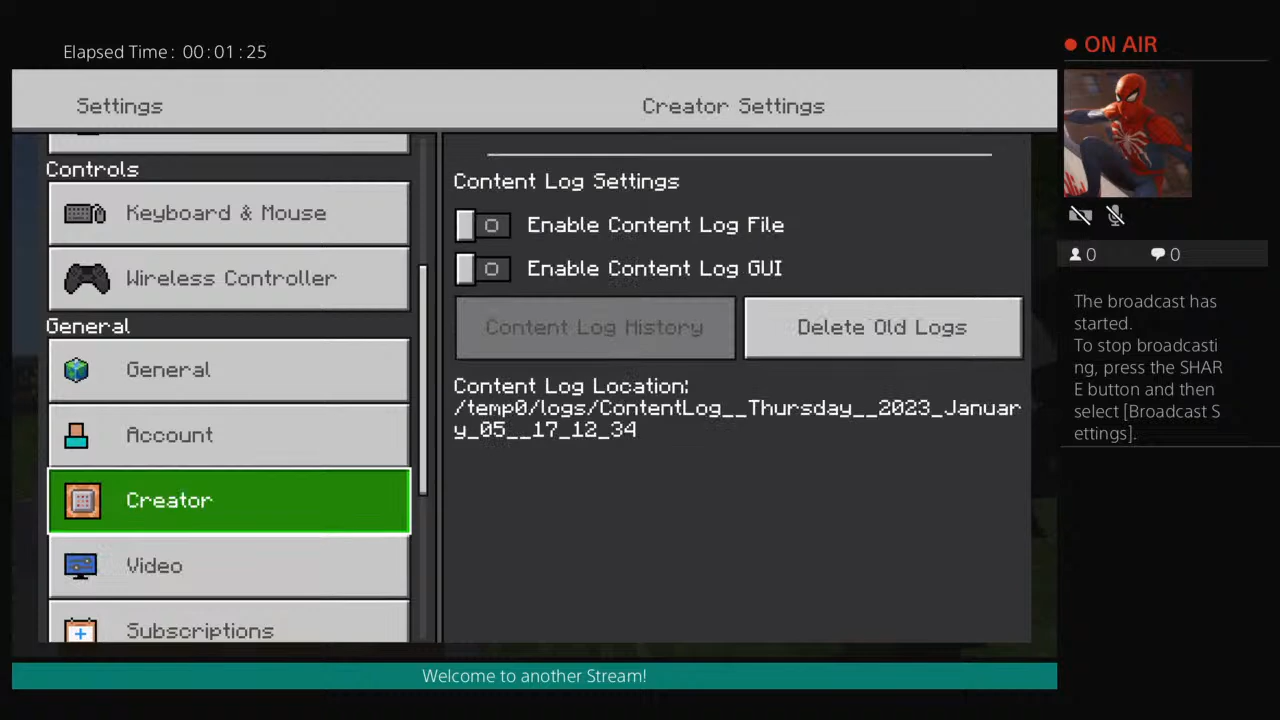 Elapsed Time: 00:01:25
ON AIR
Settings
Creator Settings
Controls
Keyboard & Mouse
Wireless Controller
General
General
Account
Creator
Video
Subscriptions
Content Log Settings
Enable Content Log File
Enable Content Log GUI
Content Log History
Delete Old Logs
Content Log Location:
/temp0/logs/ContentLog__Thursday__2023_Januar
y_05__17_12_34
0
0
The broadcast has
started.
To stop broadcasti
ng, press the SHAR
E button and then
select [Broadcast S
ettings].
Welcome to another Stream!